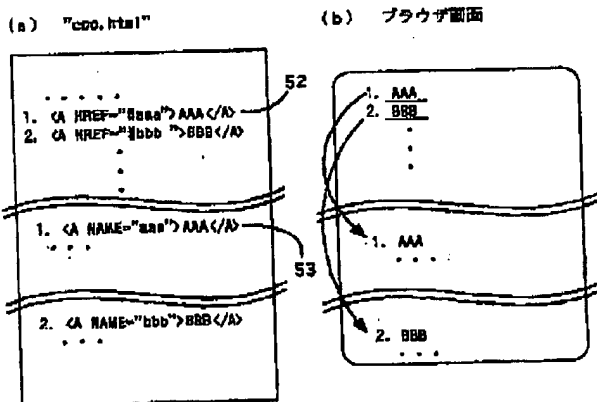 (a) "ccc.html"
1. <A HREF="#aaa">AAA</A>
2. <A HREF="#bbb ">BBB</A>
52
1. <A NAME="aaa">AAA</A>
53
2. <A NAME="bbb">BBB</A>
(b) ブラウザ画面
1. AAA
2. BBB
1. AAA
2. BBB